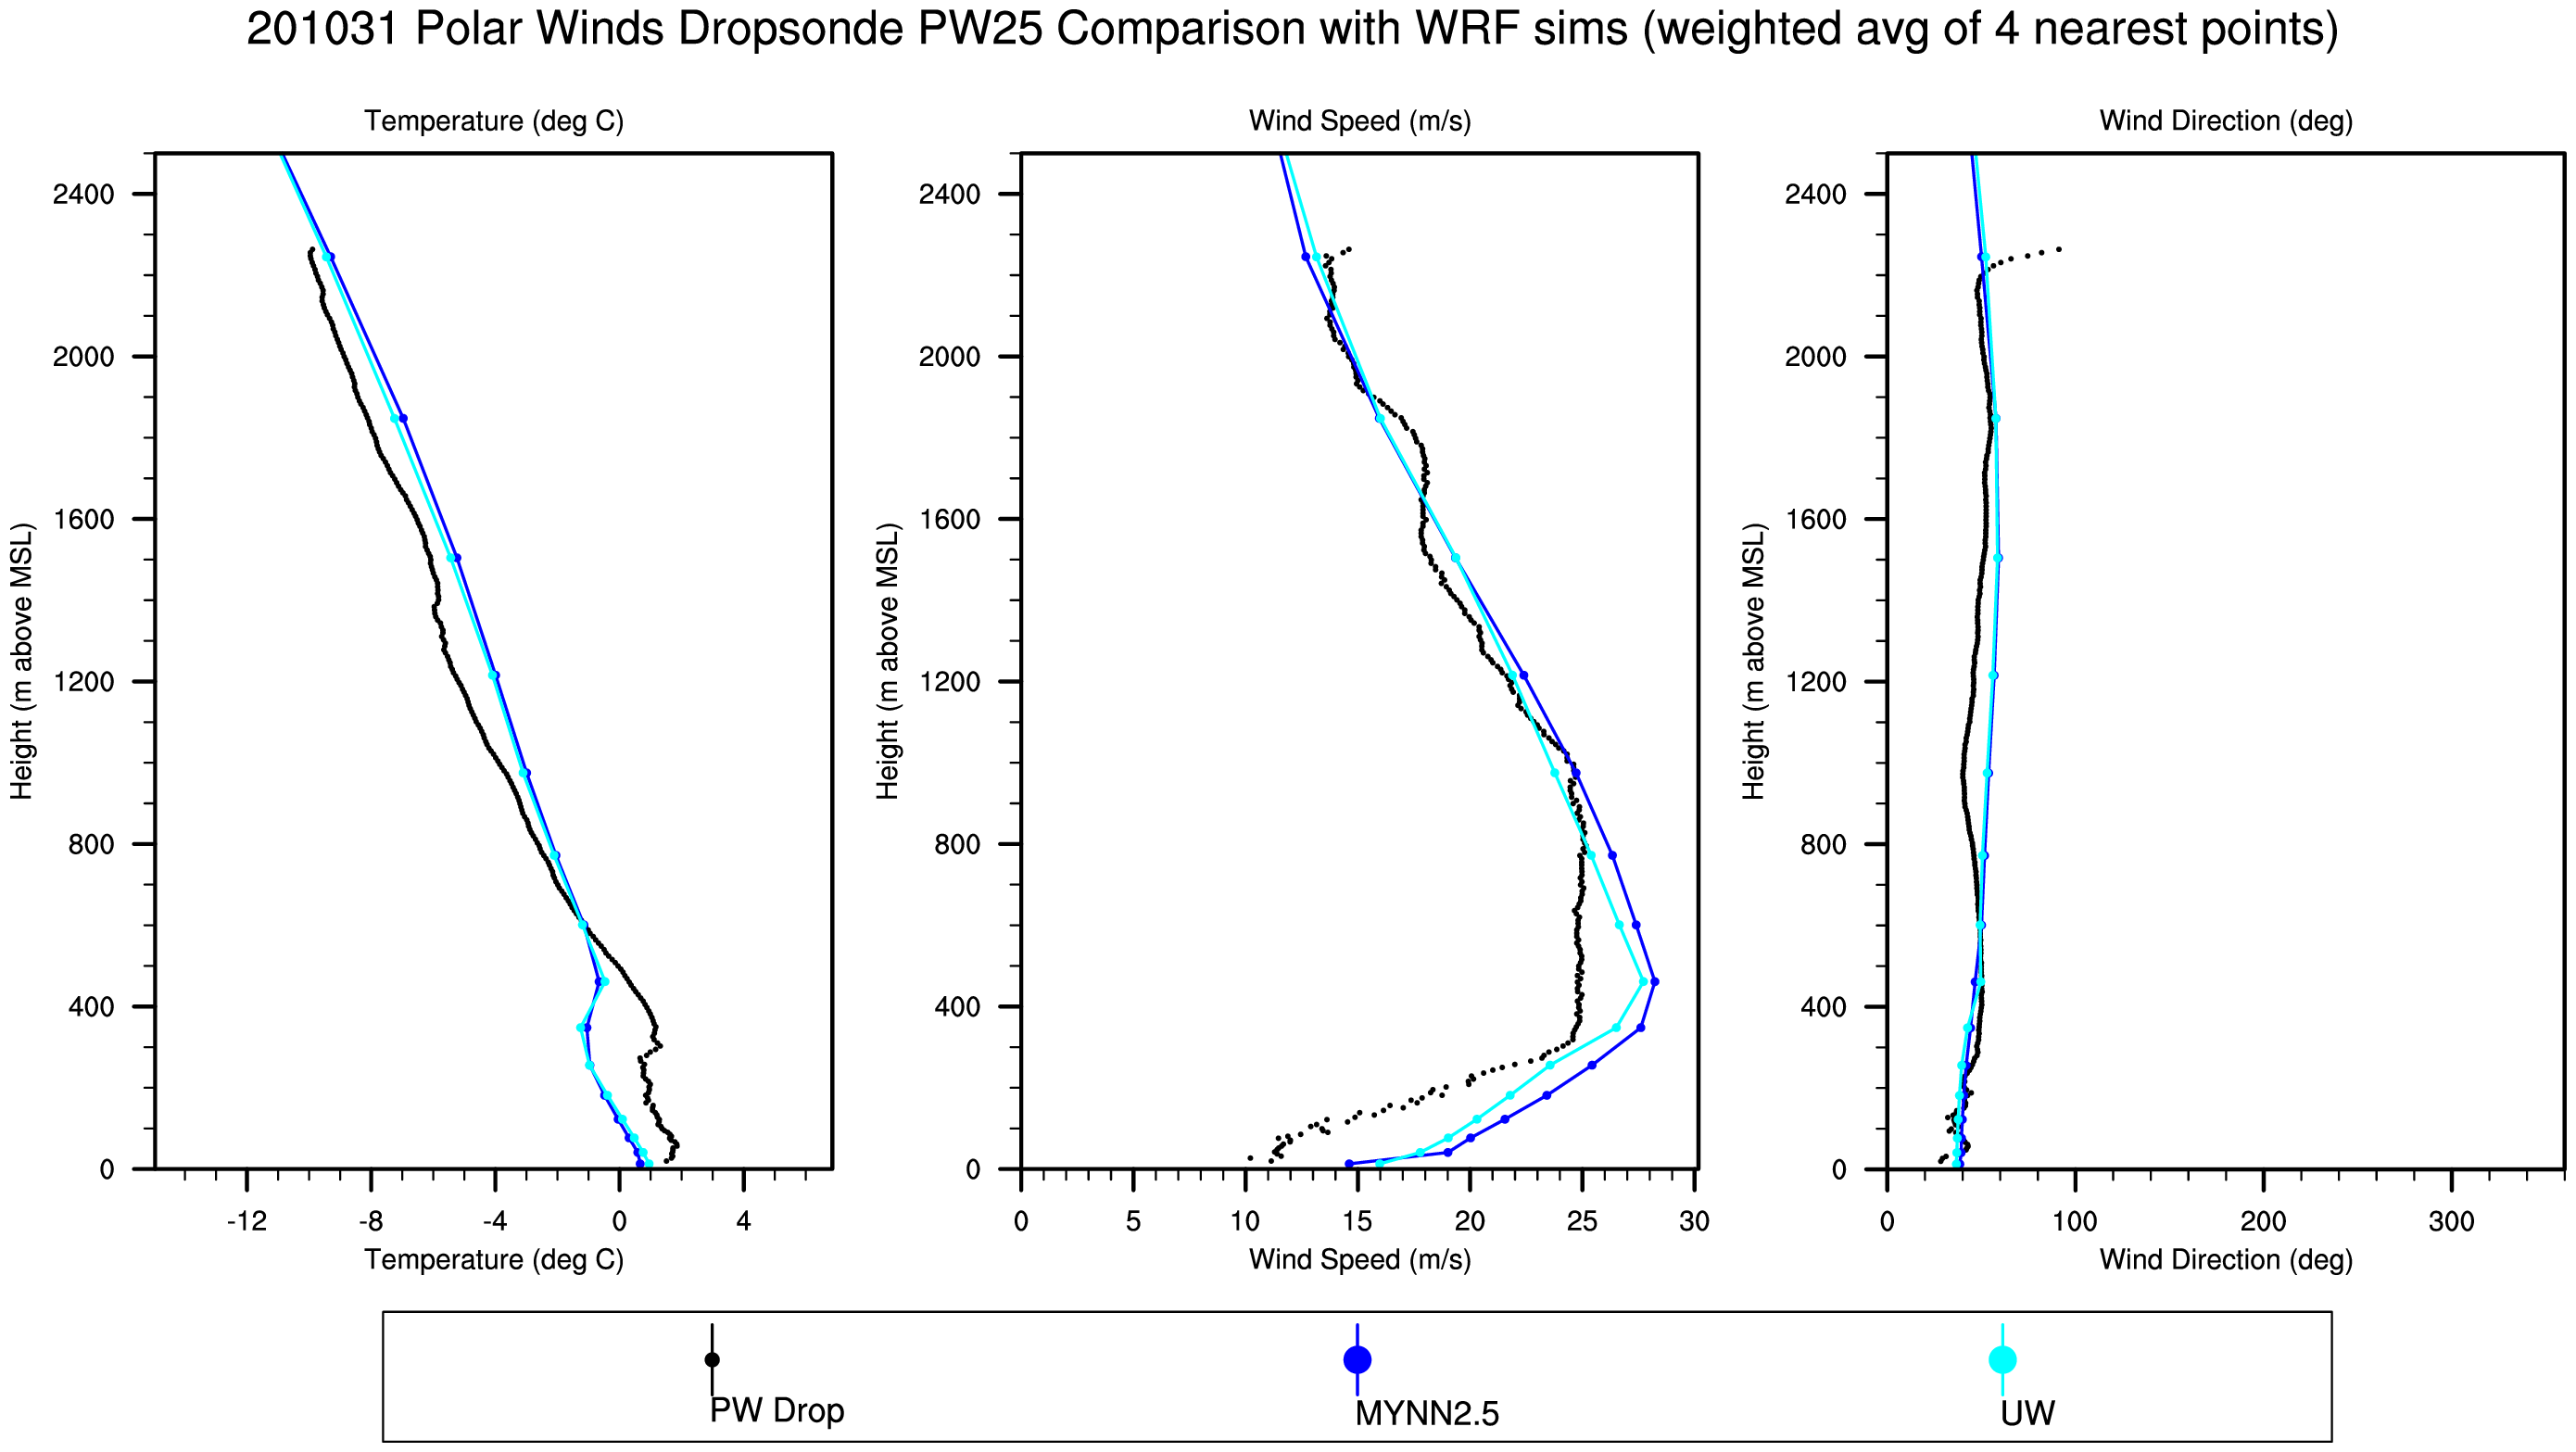 201031 Polar Winds Dropsonde PW25 Comparison with WRF sims (weighted avg of 4 nearest points)
Temperature (deg C)
Height (m above MSL)
2400
2000
1600
1200
800
400
0
-12 -8 -4 0 4
Temperature (deg C)
Wind Speed (m/s)
Height (m above MSL)
2400
2000
1600
1200
800
400
0
0 5 10 15 20 25 30
Wind Speed (m/s)
Wind Direction (deg)
Height (m above MSL)
2400
2000
1600
1200
800
400
0
0 100 200 300
Wind Direction (deg)
PW Drop MYNN2.5 UW